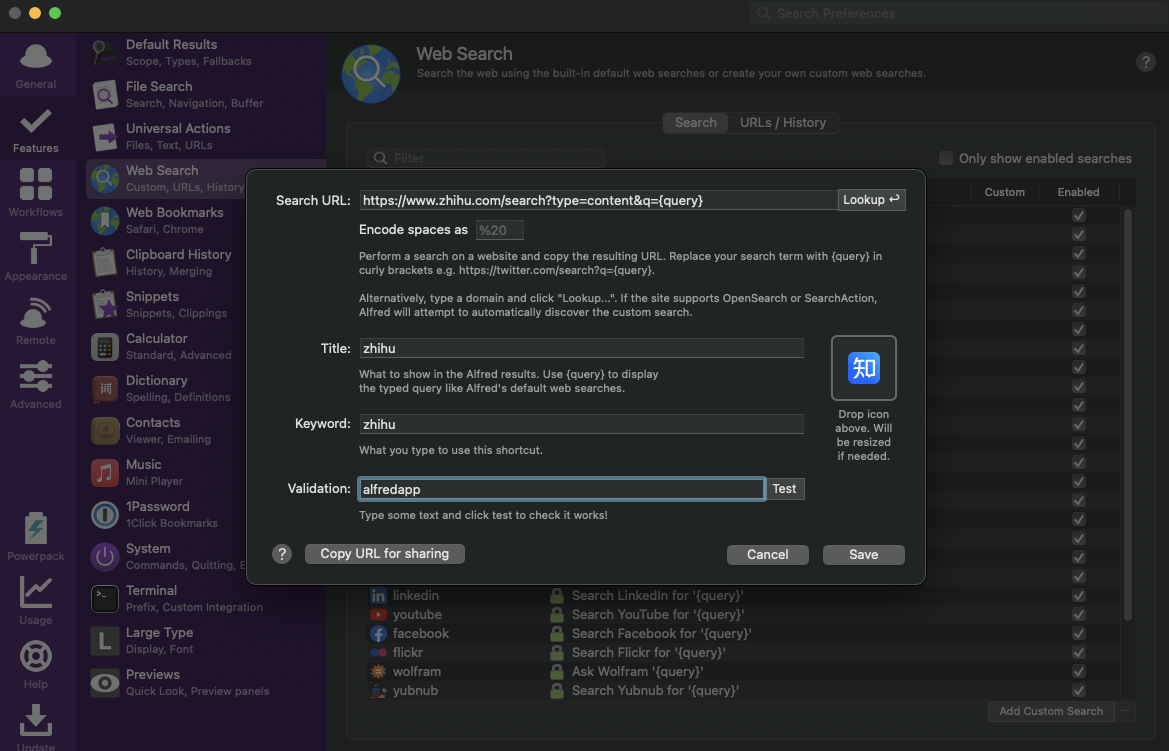 Search Preferences
General
Features
Workflows
Appearance
Remote
Advanced
Powerpack
Usage
Help
Update
Default Results
Scope, Types, Fallbacks
File Search
Search, Navigation, Buffer
Universal Actions
Files, Text, URLs
Web Search
Custom, URLs, History
Web Bookmarks
Safari, Chrome
Clipboard History
History, Merging
Snippets
Snippets, Clippings
Calculator
Standard, Advanced
Dictionary
Spelling, Definitions
Contacts
Viewer, Emailing
Music
Mini Player
1Password
1Click Bookmarks
System
Commands, Quitting, E
Terminal
Prefix, Custom Integration
Large Type
Display, Font
Previews
Quick Look, Preview panels
Web Search
Search the web using the built-in default web searches or create your own custom web searches.
?
Search URLs / History
Filter
Only show enabled searches
Custom Enabled
Search URL: https://www.zhihu.com/search?type=content&q={query} Lookup ↩
Encode spaces as %20
Perform a search on a website and copy the resulting URL. Replace your search term with {query} in
curly brackets e.g. https://twitter.com/search?q={query}.
Alternatively, type a domain and click "Lookup...". If the site supports OpenSearch or SearchAction,
Alfred will attempt to automatically discover the custom search.
Title: zhihu
What to show in the Alfred results. Use {query} to display
the typed query like Alfred's default web searches.
知
Drop icon
above. Will
be resized
if needed.
Keyword: zhihu
What you type to use this shortcut.
Validation: alfredapp Test
Type some text and click test to check it works!
? Copy URL for sharing Cancel Save
in linkedin Search LinkedIn for '{query}'
youtube Search YouTube for '{query}'
f facebook Search Facebook for '{query}'
flickr Search Flickr for '{query}'
wolfram Ask Wolfram '{query}'
yubnub Search Yubnub for '{query}'
Add Custom Search